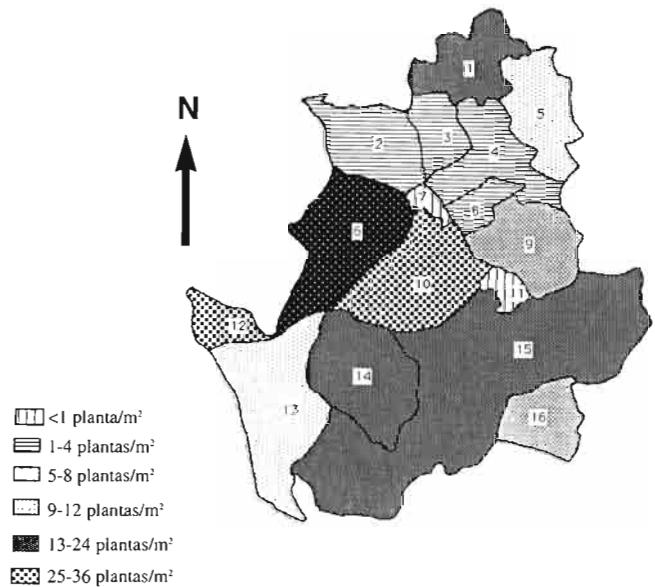 1
N
5
3
2
4
7
6
6
9
10
11
12
15
14
13
16
<1 planta/m²
1-4 plantas/m²
5-8 plantas/m²
9-12 plantas/m²
13-24 plantas/m²
25-36 plantas/m²